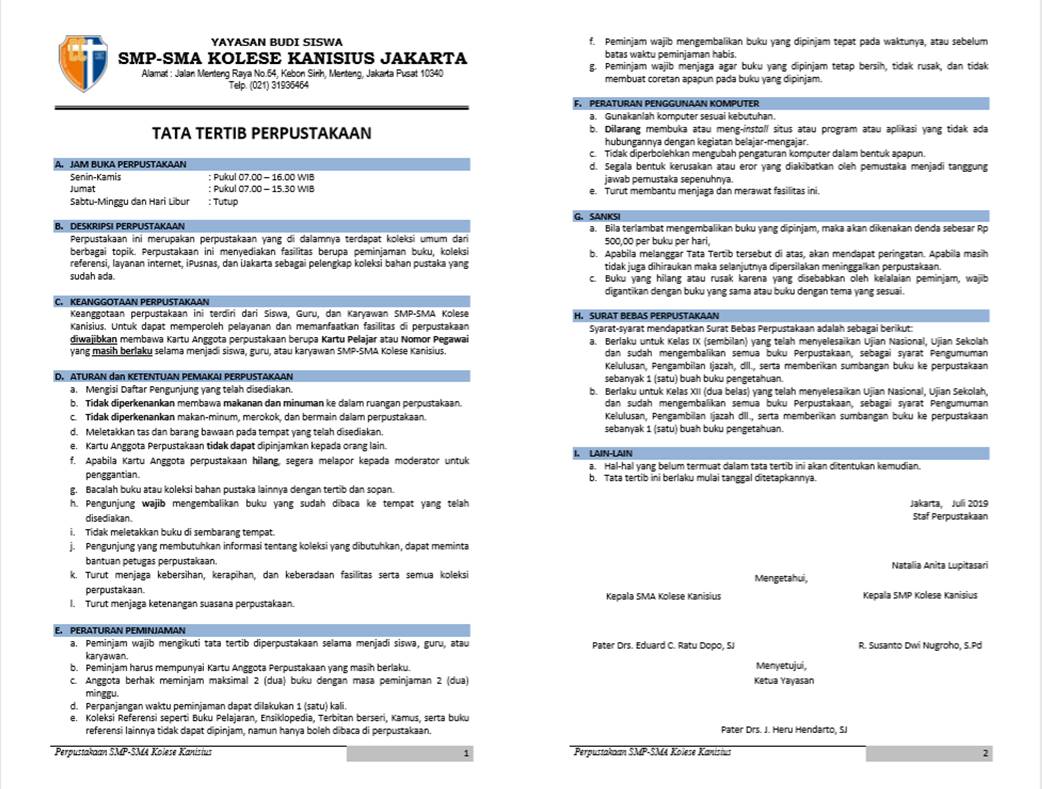 YAYASAN BUDI SISWA
SMP-SMA KOLESE KANISIUS JAKARTA
Alamat : Jalan Menteng Raya No.64, Kebon Sirih, Menteng, Jakarta Pusat 10340
Telp. (021) 31936464
TATA TERTIB PERPUSTAKAAN
A. JAM BUKA PERPUSTAKAAN
Senin-Kamis : Pukul 07.00 – 16.00 WIB
Jumat : Pukul 07.00 – 15.30 WIB
Sabtu-Minggu dan Hari Libur : Tutup
B. DESKRIPSI PERPUSTAKAAN
Perpustakaan ini merupakan perpustakaan yang di dalamnya terdapat koleksi umum dari
berbagai topik. Perpustakaan ini menyediakan fasilitas berupa peminjaman buku, koleksi
referensi, layanan internet, iPusnas, dan iJakarta sebagai pelengkap koleksi bahan pustaka yang
sudah ada.
C. KEANGGOTAAN PERPUSTAKAAN
Keanggotaan perpustakaan ini terdiri dari Siswa, Guru, dan Karyawan SMP-SMA Kolese
Kanisius. Untuk dapat memperoleh pelayanan dan memanfaatkan fasilitas di perpustakaan
diwajibkan membawa Kartu Anggota perpustakaan berupa Kartu Pelajar atau Nomor Pegawai
yang masih berlaku selama menjadi siswa, guru, atau karyawan SMP-SMA Kolese Kanisius.
D. ATURAN dan KETENTUAN PEMAKAI PERPUSTAKAAN
a. Mengisi Daftar Pengunjung yang telah disediakan.
b. Tidak diperkenankan membawa makanan dan minuman ke dalam ruangan perpustakaan.
c. Tidak diperkenankan makan-minum, merokok, dan bermain dalam perpustakaan.
d. Meletakkan tas dan barang bawaan pada tempat yang telah disediakan.
e. Kartu Anggota Perpustakaan tidak dapat dipinjamkan kepada orang lain.
f. Apabila Kartu Anggota perpustakaan hilang, segera melapor kepada moderator untuk
penggantian.
g. Bacalah buku atau koleksi bahan pustaka lainnya dengan tertib dan sopan.
h. Pengunjung wajib mengembalikan buku yang sudah dibaca ke tempat yang telah
disediakan.
i. Tidak meletakkan buku di sembarang tempat.
j. Pengunjung yang membutuhkan informasi tentang koleksi yang dibutuhkan, dapat meminta
bantuan petugas perpustakaan.
k. Turut menjaga kebersihan, kerapihan, dan keberadaan fasilitas serta semua koleksi
perpustakaan.
l. Turut menjaga ketenangan suasana perpustakaan.
E. PERATURAN PEMINJAMAN
a. Peminjam wajib mengikuti tata tertib diperpustakaan selama menjadi siswa, guru, atau
karyawan.
b. Peminjam harus mempunyai Kartu Anggota Perpustakaan yang masih berlaku.
c. Anggota berhak meminjam maksimal 2 (dua) buku dengan masa peminjaman 2 (dua)
minggu.
d. Perpanjangan waktu peminjaman dapat dilakukan 1 (satu) kali.
e. Koleksi Referensi seperti Buku Pelajaran, Ensiklopedia, Terbitan berseri, Kamus, serta buku
referensi lainnya tidak dapat dipinjam, namun hanya boleh dibaca di perpustakaan.
Perpustakaan SMP-SMA Kolese Kanisius 1
f. Peminjam wajib mengembalikan buku yang dipinjam tepat pada waktunya, atau sebelum
batas waktu peminjaman habis.
g. Peminjam wajib menjaga agar buku yang dipinjam tetap bersih, tidak rusak, dan tidak
membuat coretan apapun pada buku yang dipinjam.
F. PERATURAN PENGGUNAAN KOMPUTER
a. Gunakanlah komputer sesuai kebutuhan.
b. Dilarang membuka atau meng-install situs atau program atau aplikasi yang tidak ada
hubungannya dengan kegiatan belajar-mengajar.
c. Tidak diperbolehkan mengubah pengaturan komputer dalam bentuk apapun.
d. Segala bentuk kerusakan atau eror yang diakibatkan oleh pemustaka menjadi tanggung
jawab pemustaka sepenuhnya.
e. Turut membantu menjaga dan merawat fasilitas ini.
G. SANKSI
a. Bila terlambat mengembalikan buku yang dipinjam, maka akan dikenakan denda sebesar Rp
500,00 per buku per hari,
b. Apabila melanggar Tata Tertib tersebut di atas, akan mendapat peringatan. Apabila masih
tidak juga dihiraukan maka selanjutnya dipersilakan meninggalkan perpustakaan.
c. Buku yang hilang atau rusak karena yang disebabkan oleh kelalaian peminjam, wajib
digantikan dengan buku yang sama atau buku dengan tema yang sesuai.
H. SURAT BEBAS PERPUSTAKAAN
Syarat-syarat mendapatkan Surat Bebas Perpustakaan adalah sebagai berikut:
a. Berlaku untuk Kelas IX (sembilan) yang telah menyelesaikan Ujian Nasional, Ujian Sekolah
dan sudah mengembalikan semua buku Perpustakaan, sebagai syarat Pengumuman
Kelulusan, Pengambilan Ijazah, dll., serta memberikan sumbangan buku ke perpustakaan
sebanyak 1 (satu) buah buku pengetahuan.
b. Berlaku untuk Kelas XII (dua belas) yang telah menyelesaikan Ujian Nasional, Ujian Sekolah,
dan sudah mengembalikan semua buku Perpustakaan, sebagai syarat Pengumuman
Kelulusan, Pengambilan Ijazah dll., serta memberikan sumbangan buku ke perpustakaan
sebanyak 1 (satu) buah buku pengetahuan.
I. LAIN-LAIN
a. Hal-hal yang belum termuat dalam tata tertib ini akan ditentukan kemudian.
b. Tata tertib ini berlaku mulai tanggal ditetapkannya.
Jakarta, Juli 2019
Staf Perpustakaan
Natalia Anita Lupitasari
Mengetahui,
Kepala SMA Kolese Kanisius Kepala SMP Kolese Kanisius
Pater Drs. Eduard C. Ratu Dopo, SJ R. Susanto Dwi Nugroho, S.Pd
Menyetujui,
Ketua Yayasan
Pater Drs. J. Heru Hendarto, SJ
Perpustakaan SMP-SMA Kolese Kanisius 2